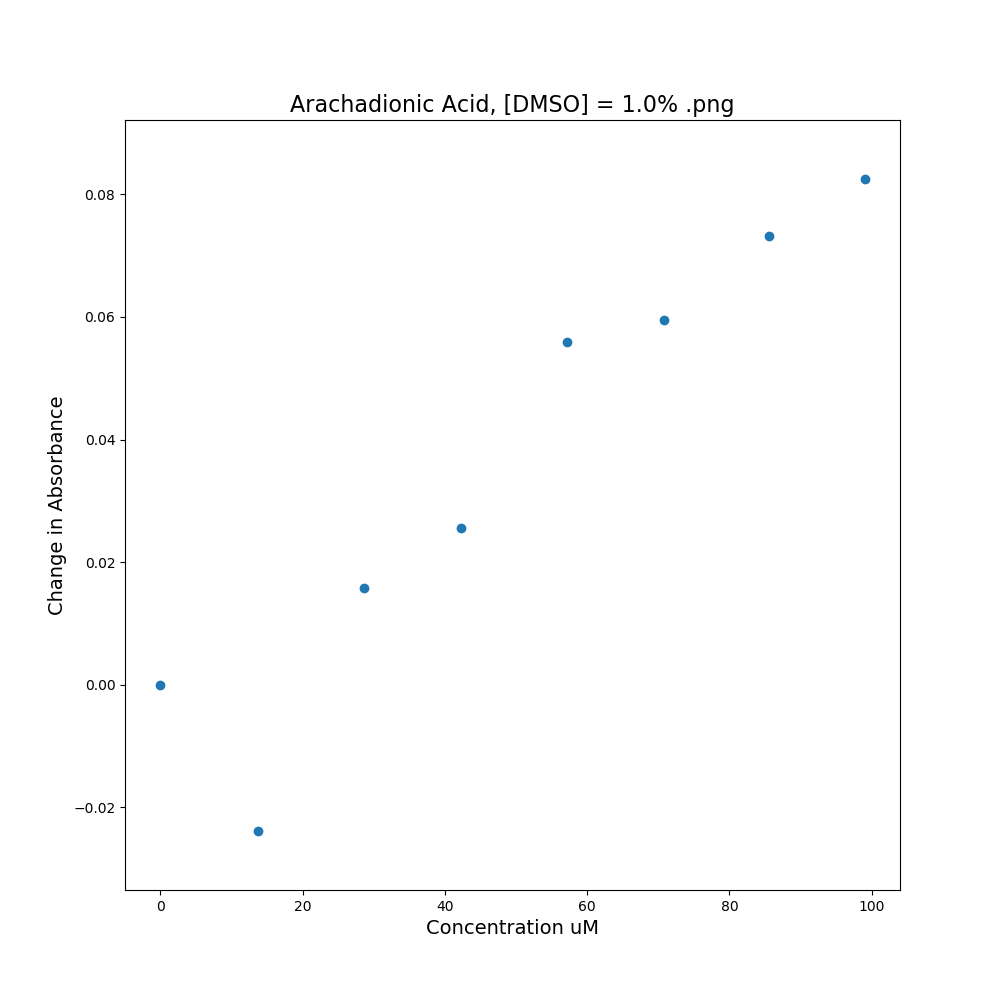 Arachadionic Acid, [DMSO] = 1.0% .png
0.08
0.06
0.04
0.02
0.00
−0.02
Change in Absorbance
0 20 40 60 80 100
Concentration uM